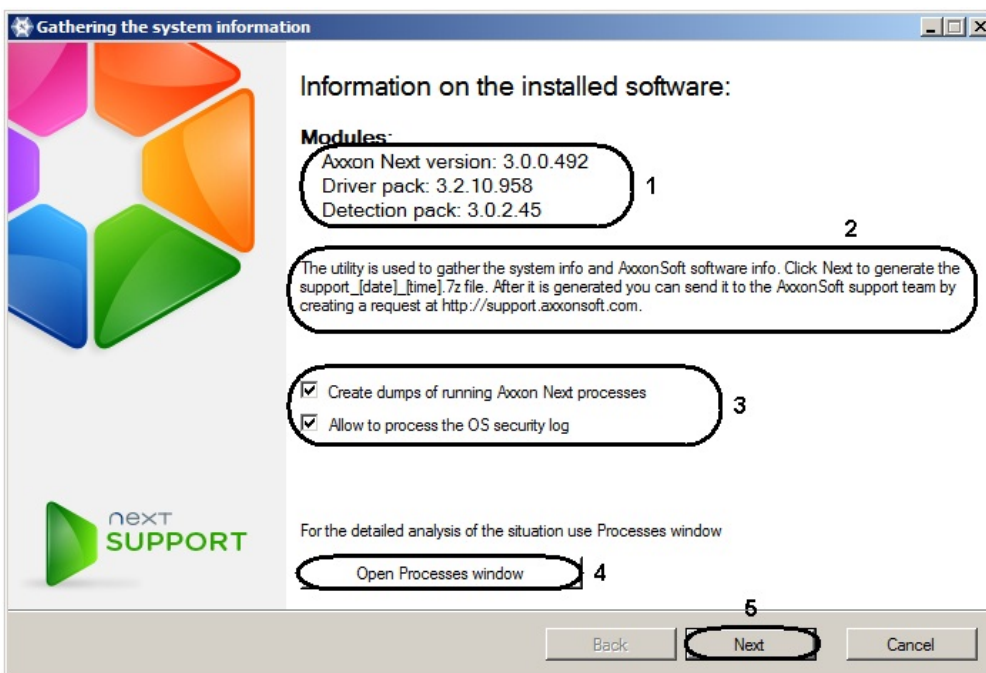 Gathering the system information
Information on the installed software:
Modules:
Axxon Next version: 3.0.0.492
Driver pack: 3.2.10.958
1
Detection pack: 3.0.2.45
2
The utility is used to gather the system info and AxxonSoft software info. Click Next to generate the
support_[date]_[time].7z file. After it is generated you can send it to the AxxonSoft support team by
creating a request at http://support.axxonsoft.com.
Create dumps of running Axxon Next processes
3
Allow to process the OS security log
next
SUPPORT
For the detailed analysis of the situation use Processes window
Open Processes window 4
5
Back Next Cancel